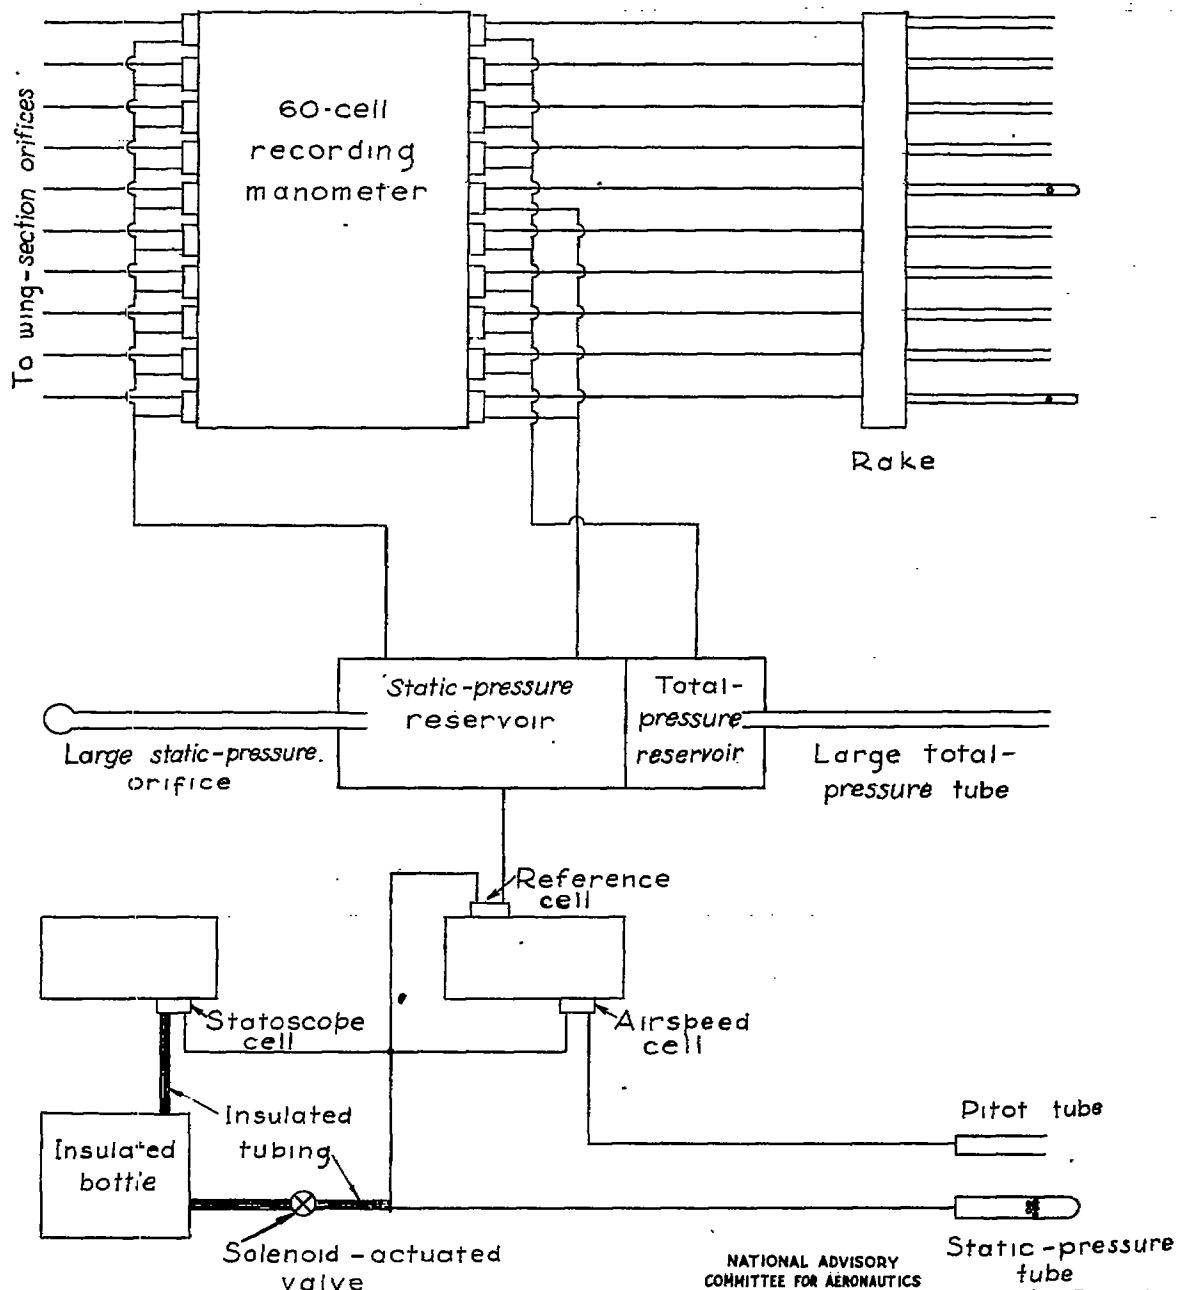 To wing-section orifices
60-cell
recording
manometer
Rake
Static-pressure
reservoir
Total-
pressure
reservoir
Large static-pressure.
orifice
Large total-
pressure tube
Reference
cell
Statoscope
cell
Airspeed
cell
Insulated
tubing
Insulated
bottle
Pitot tube
Solenoid-actuated
valve
Static-pressure
tube
NATIONAL ADVISORY
COMMITTEE FOR AERONAUTICS